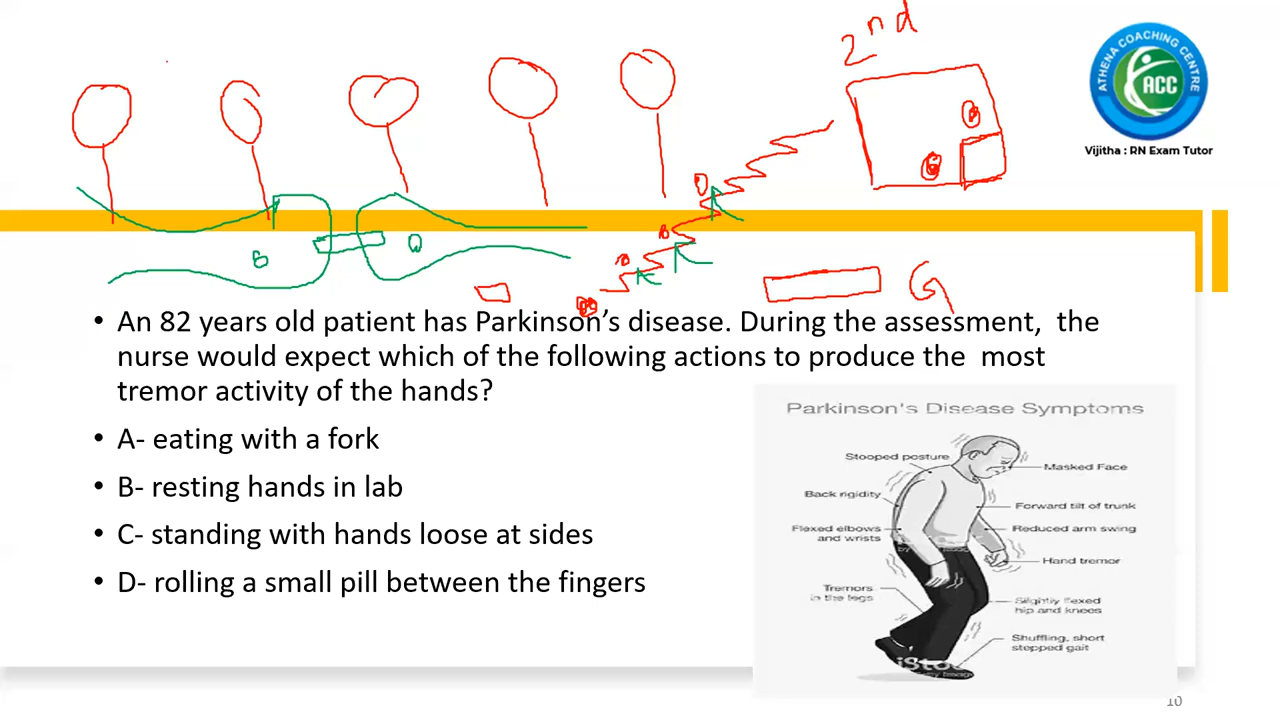 2nd
ATHENA COACHING CENTRE
ACC
Vijitha : RN Exam Tutor
B
G
• An 82 years old patient has Parkinson's disease. During the assessment, the
nurse would expect which of the following actions to produce the most
tremor activity of the hands?
• A- eating with a fork
• B- resting hands in lab
• C- standing with hands loose at sides
• D- rolling a small pill between the fingers
Parkinson's Disease Symptoms
Stooped posture
Masked Face
Back rigidity
Forward tilt of trunk
Flexed elbows
and wrists
Reduced arm swing
Hand tremor
Tremors
in the legs
Slightly flexed
hip and knees
Shuffling, short
stepped gait
10